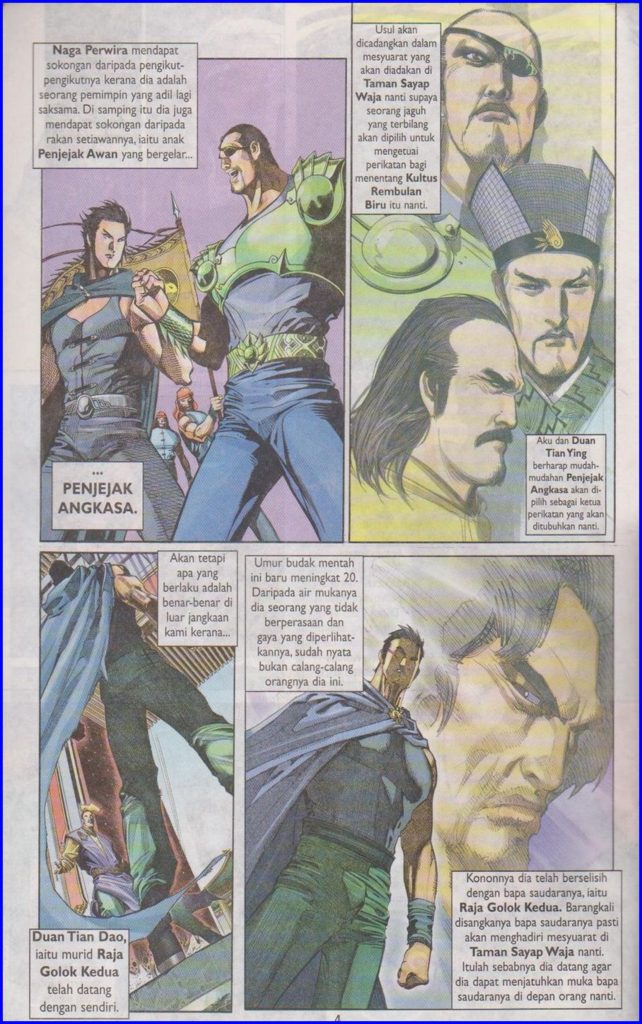 Naga Perwira mendapat
sokongan daripada pengikut-
pengikutnya kerana dia adalah
seorang pemimpin yang adil lagi
saksama. Di samping itu dia juga
mendapat sokongan daripada
rakan setiawannya, iaitu anak
Penjejak Awan yang bergelar...
...
PENJEJAK
ANGKASA.
Usul akan
dicadangkan dalam
mesyuarat yang
akan diadakan di
Taman Sayap
Waja nanti supaya
seorang jaguh
yang terbilang
akan dipilih untuk
mengetuai
perikatan bagi
menentang Kultus
Rembulan
Biru itu nanti.
Aku dan Duan
Tian Ying
berharap mudah-
mudahan Penjejak
Angkasa akan di-
pilih sebagai ketua
perikatan yang akan
ditubuhkan nanti.
Akan tetapi
apa yang
berlaku adalah
benar-benar di
luar jangkaan
kami kerana...
Duan Tian Dao,
iaitu murid Raja
Golok Kedua
telah datang
dengan sendiri.
Umur budak mentah
ini baru meningkat 20.
Daripada air mukanya
dia seorang yang tidak
berperasaan dan
gaya yang diperlihat-
kannya, sudah nyata
bukan calang-calang
orangnya dia ini.
Kononnya dia telah berselisih
dengan bapa saudaranya, iaitu
Raja Golok Kedua. Barangkali
disangkanya bapa saudaranya pasti
akan menghadiri mesyuarat di
Taman Sayap Waja nanti.
Itulah sebabnya dia datang agar
dia dapat menjatuhkan muka bapa
saudaranya di depan orang nanti.
4